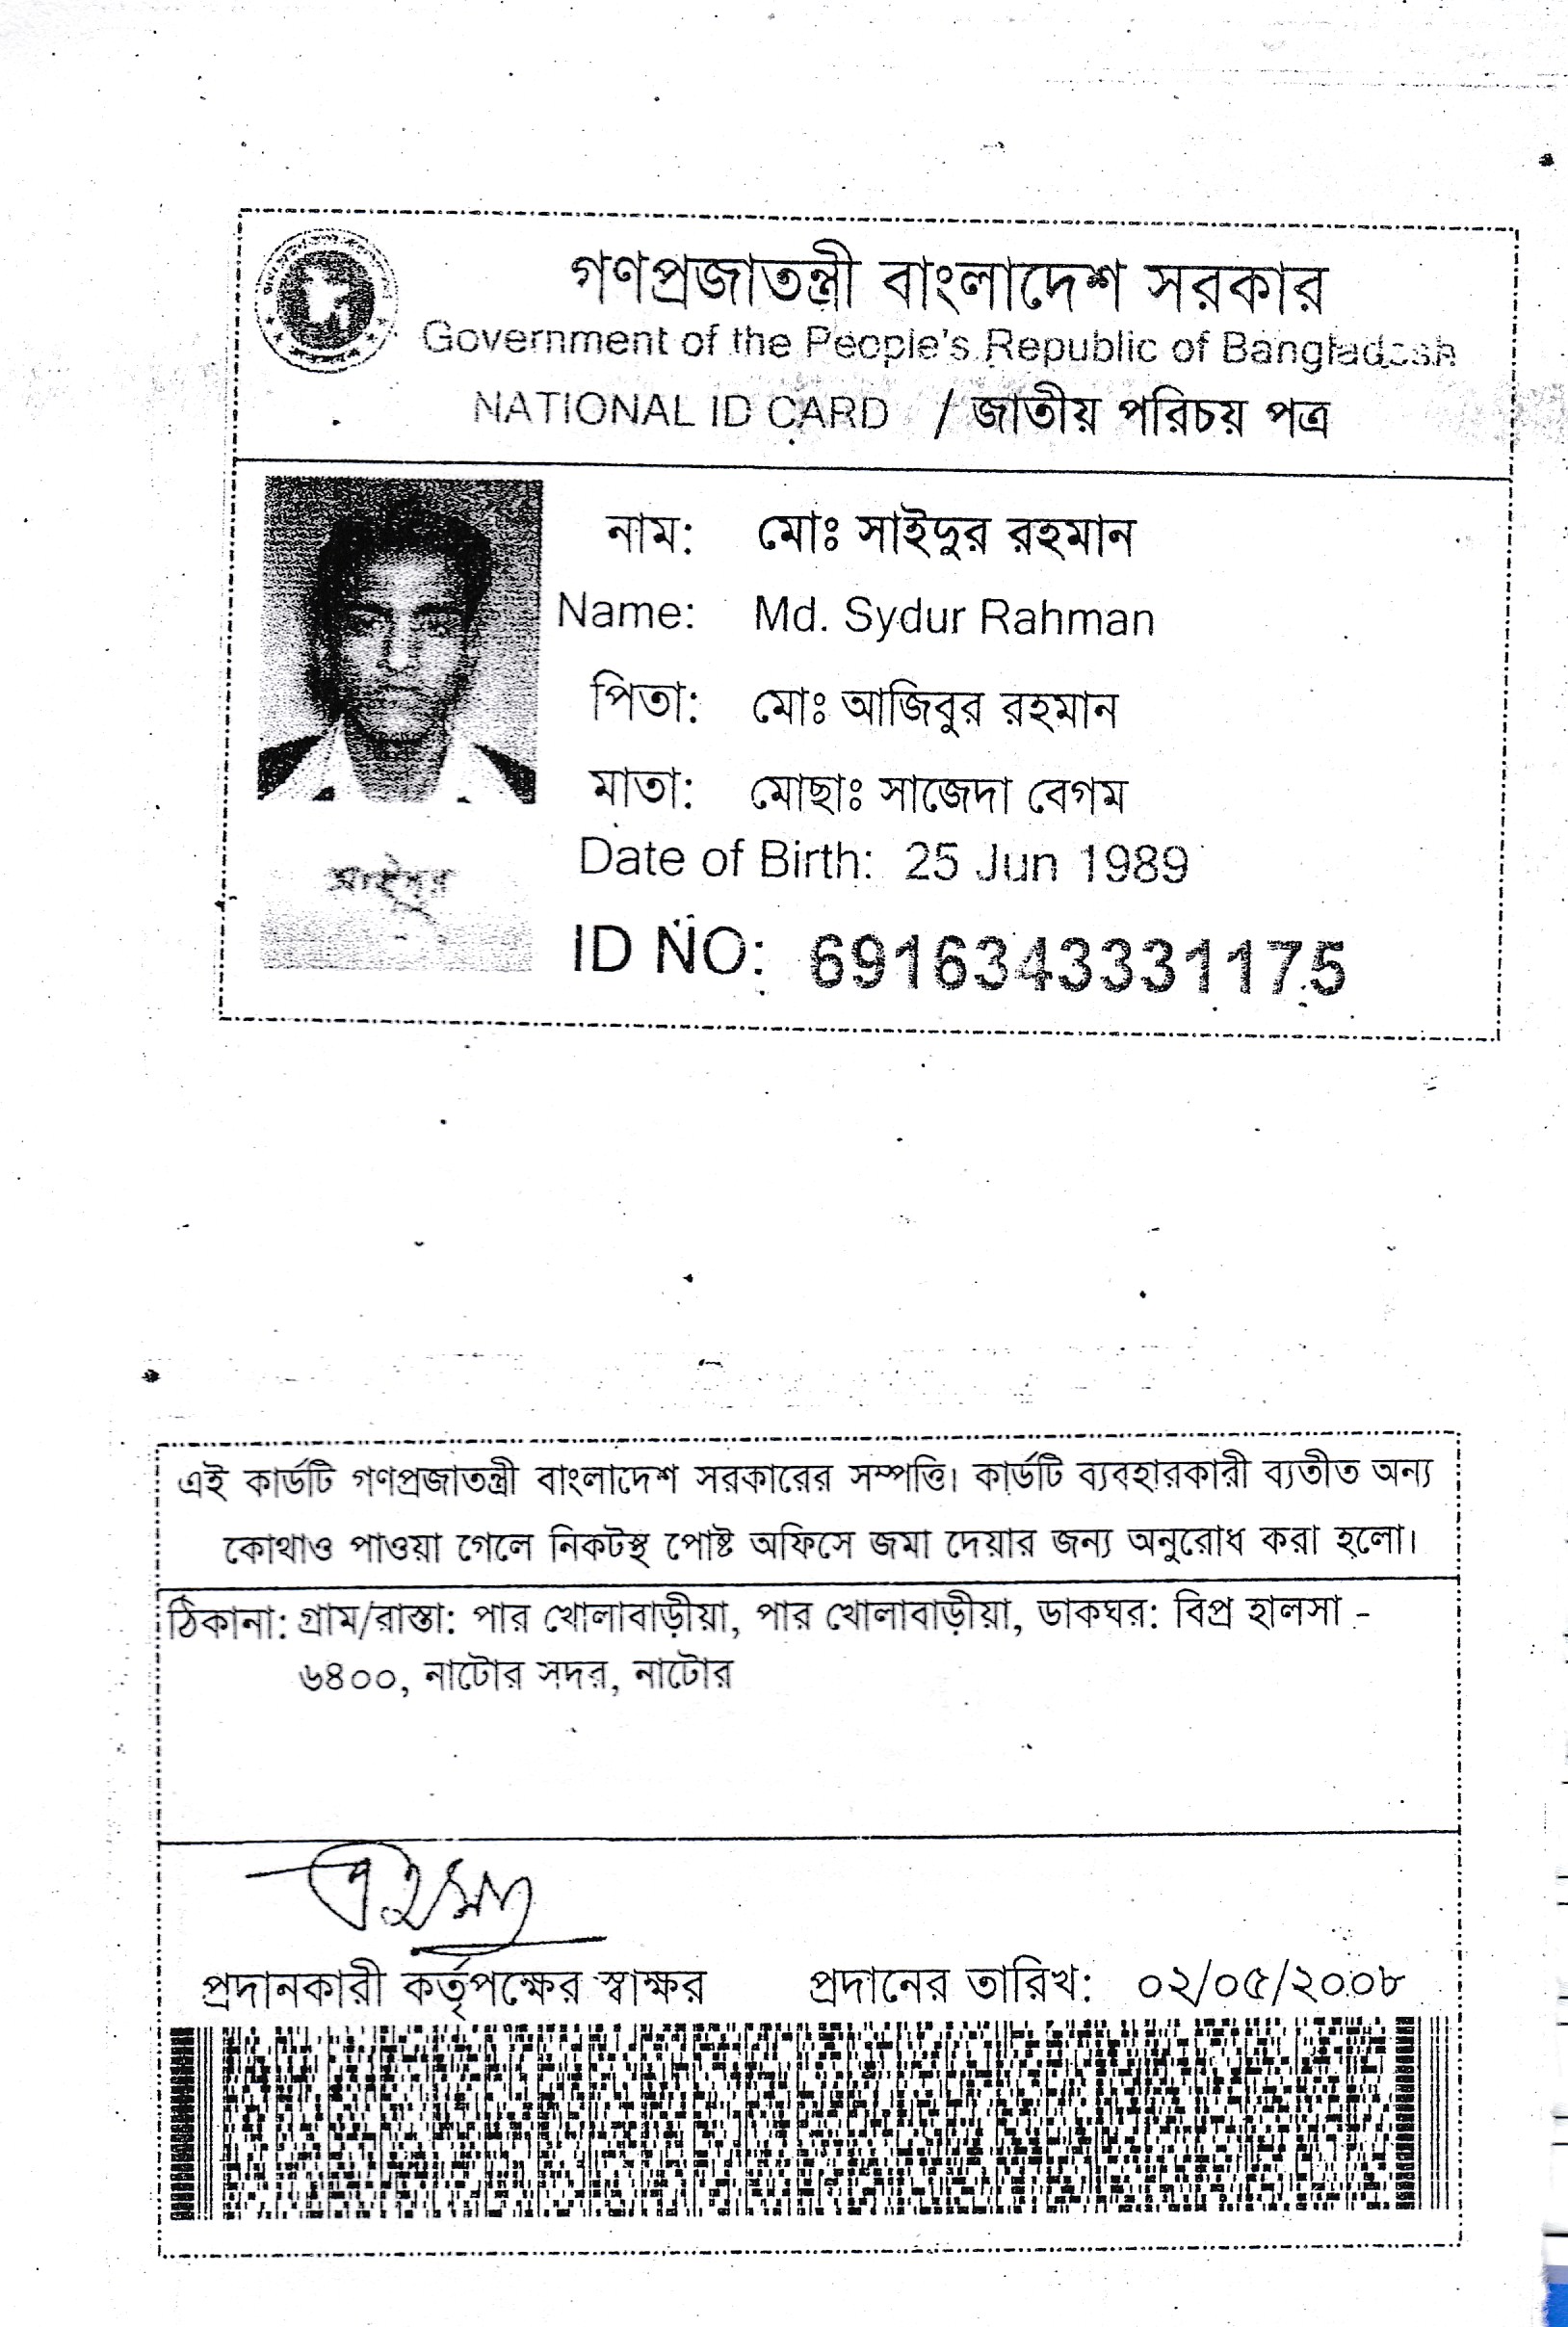 গণপ্রজাতন্ত্রী বাংলাদেশ সরকার
Government of the People's Republic of Bangladesh
NATIONAL ID CARD / জাতীয় পরিচয় পত্র
নাম: মোঃ সাইদুর রহমান
Name: Md. Sydur Rahman
পিতা: মোঃ আজিবুর রহমান
মাতা: মোছাঃ সাজেদা বেগম
Date of Birth: 25 Jun 1989
সাইদুর
ID NO: 6916343331175
এই কার্ডটি গণপ্রজাতন্ত্রী বাংলাদেশ সরকারের সম্পত্তি। কার্ডটি ব্যবহারকারী ব্যতীত অন্য
কোথাও পাওয়া গেলে নিকটস্থ পোষ্ট অফিসে জমা দেয়ার জন্য অনুরোধ করা হলো।
ঠিকানা: গ্রাম/রাস্তা: পার খোলাবাড়ীয়া, পার খোলাবাড়ীয়া, ডাকঘর: বিপ্র হালসা -
৬৪০০, নাটোর সদর, নাটোর
প্রদানকারী কর্তৃপক্ষের স্বাক্ষর প্রদানের তারিখ: ০২/০৫/২০০৮